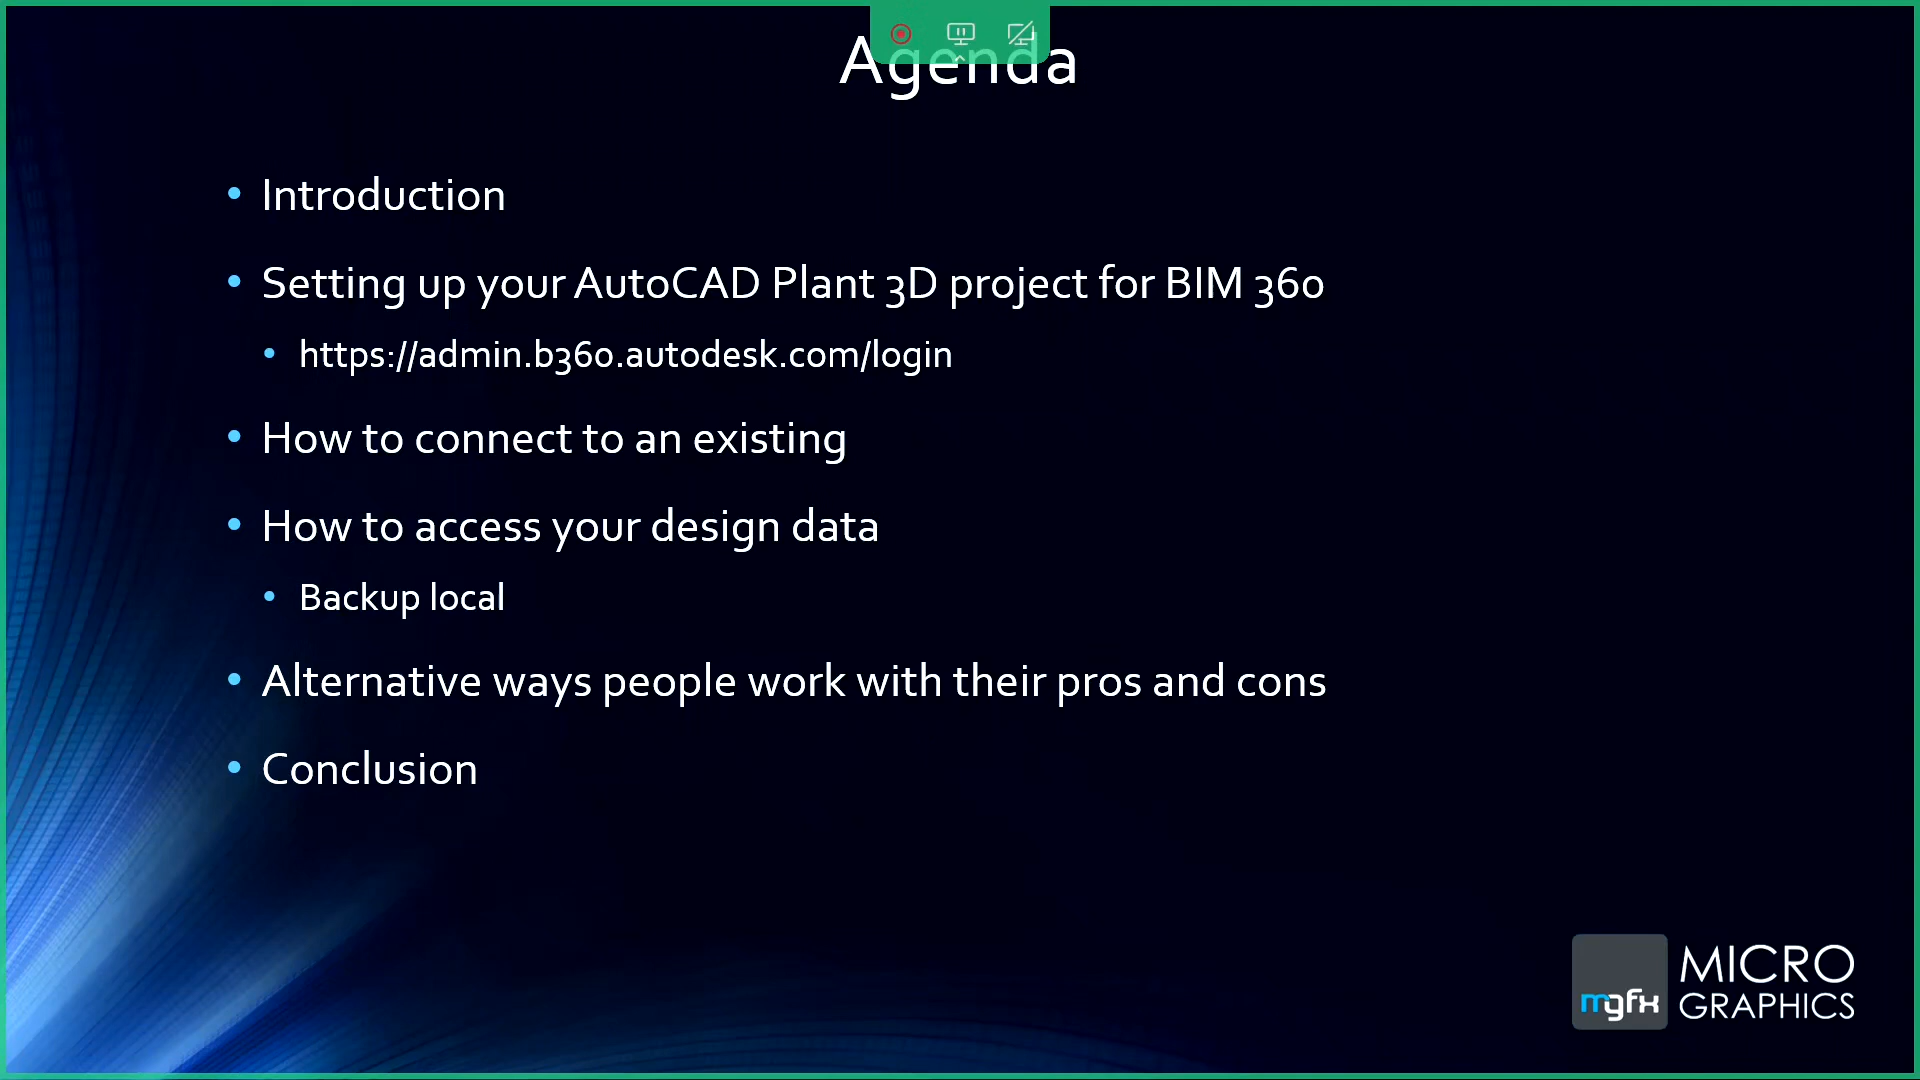 Agenda
Introduction
Setting up your AutoCAD Plant 3D project for BIM 360
https://admin.b360.autodesk.com/login
How to connect to an existing
How to access your design data
Backup local
Alternative ways people work with their pros and cons
Conclusion
mgfx
MICRO
GRAPHICS